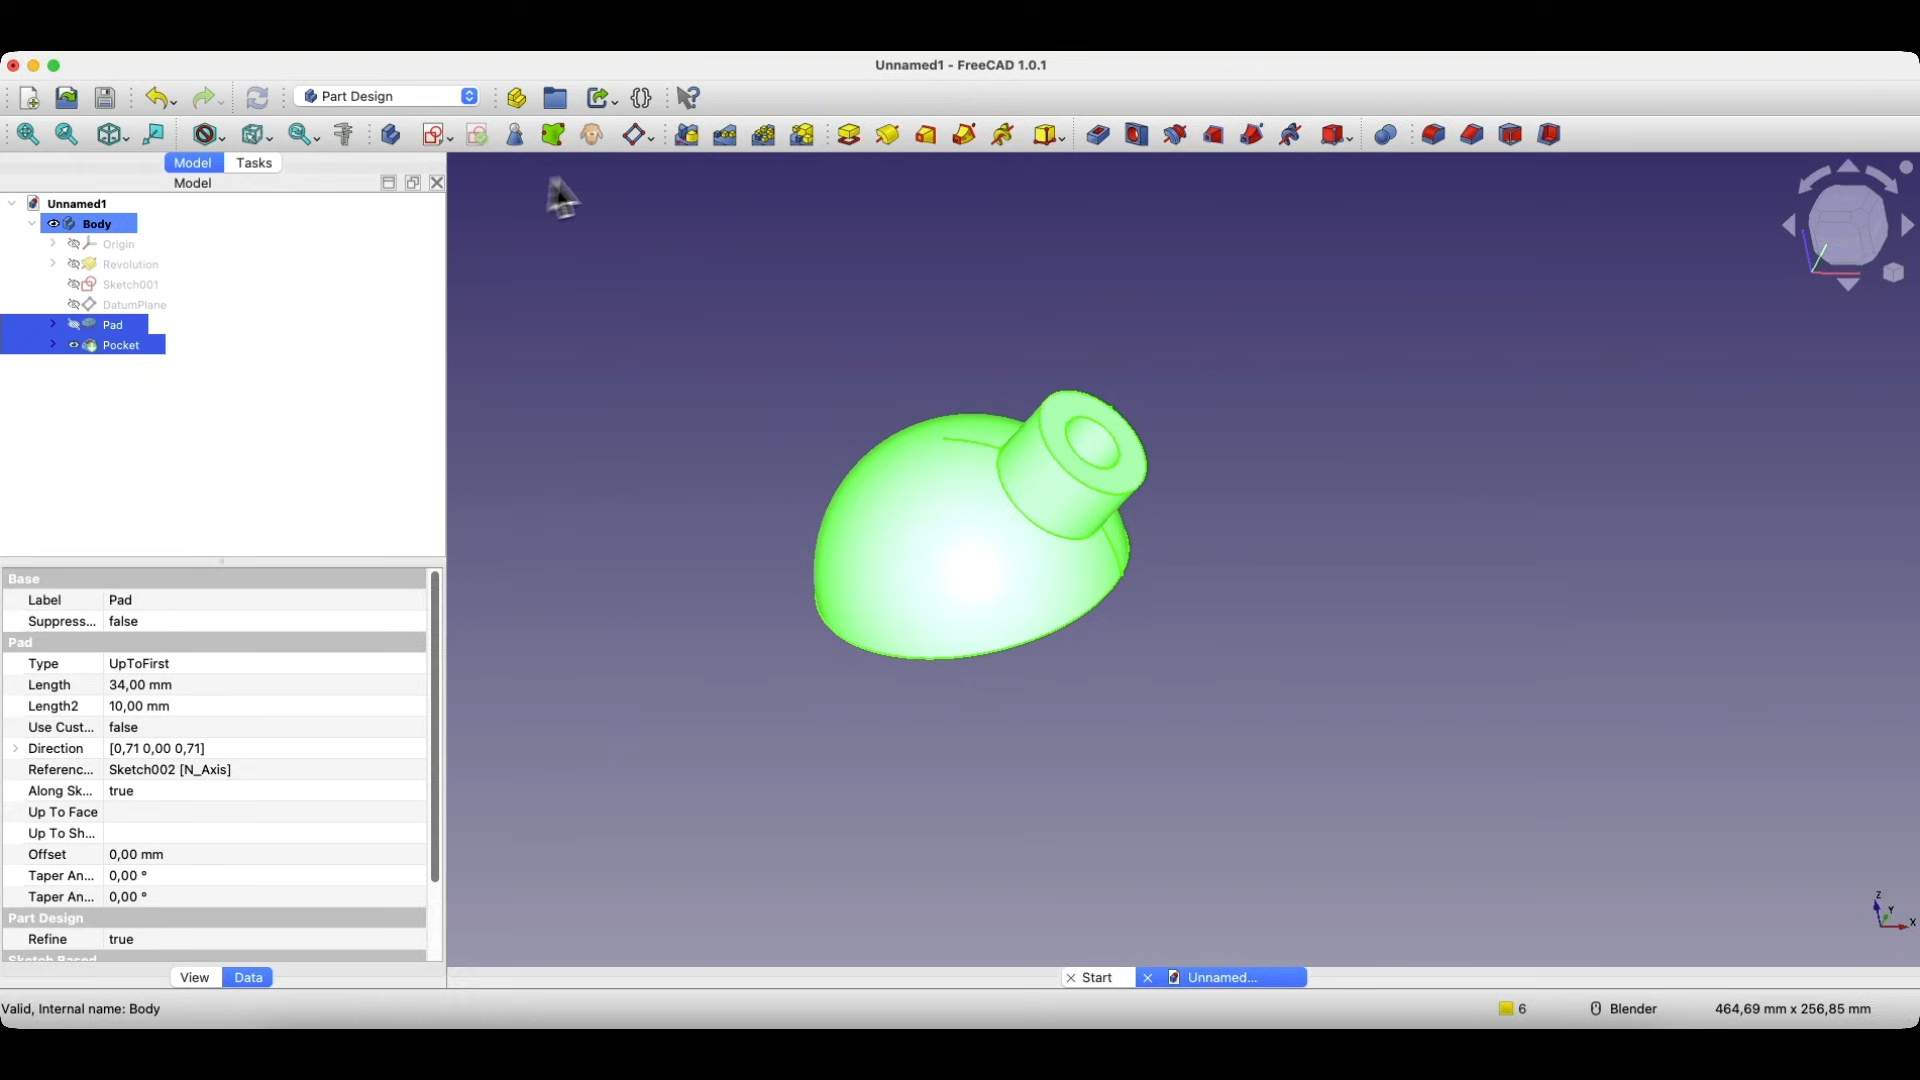 Unnamed1 - FreeCAD 1.0.1
Part Design
Model
Tasks
Model
Unnamed1
Body
Origin
Revolution
Sketch001
DatumPlane
Pad
Pocket
Base
Label Pad
Suppress... false
Pad
Type UpToFirst
Length 34,00 mm
Length2 10,00 mm
Use Cust... false
Direction [0,71 0,00 0,71]
Referenc... Sketch002 [N_Axis]
Along Sk... true
Up To Face
Up To Sh...
Offset 0,00 mm
Taper An... 0,00 °
Taper An... 0,00 °
Part Design
Refine true
Sketch Based
View
Data
Z
Y
X
Start
Unnamed...
Valid, Internal name: Body
6
Blender
464,69 mm x 256,85 mm